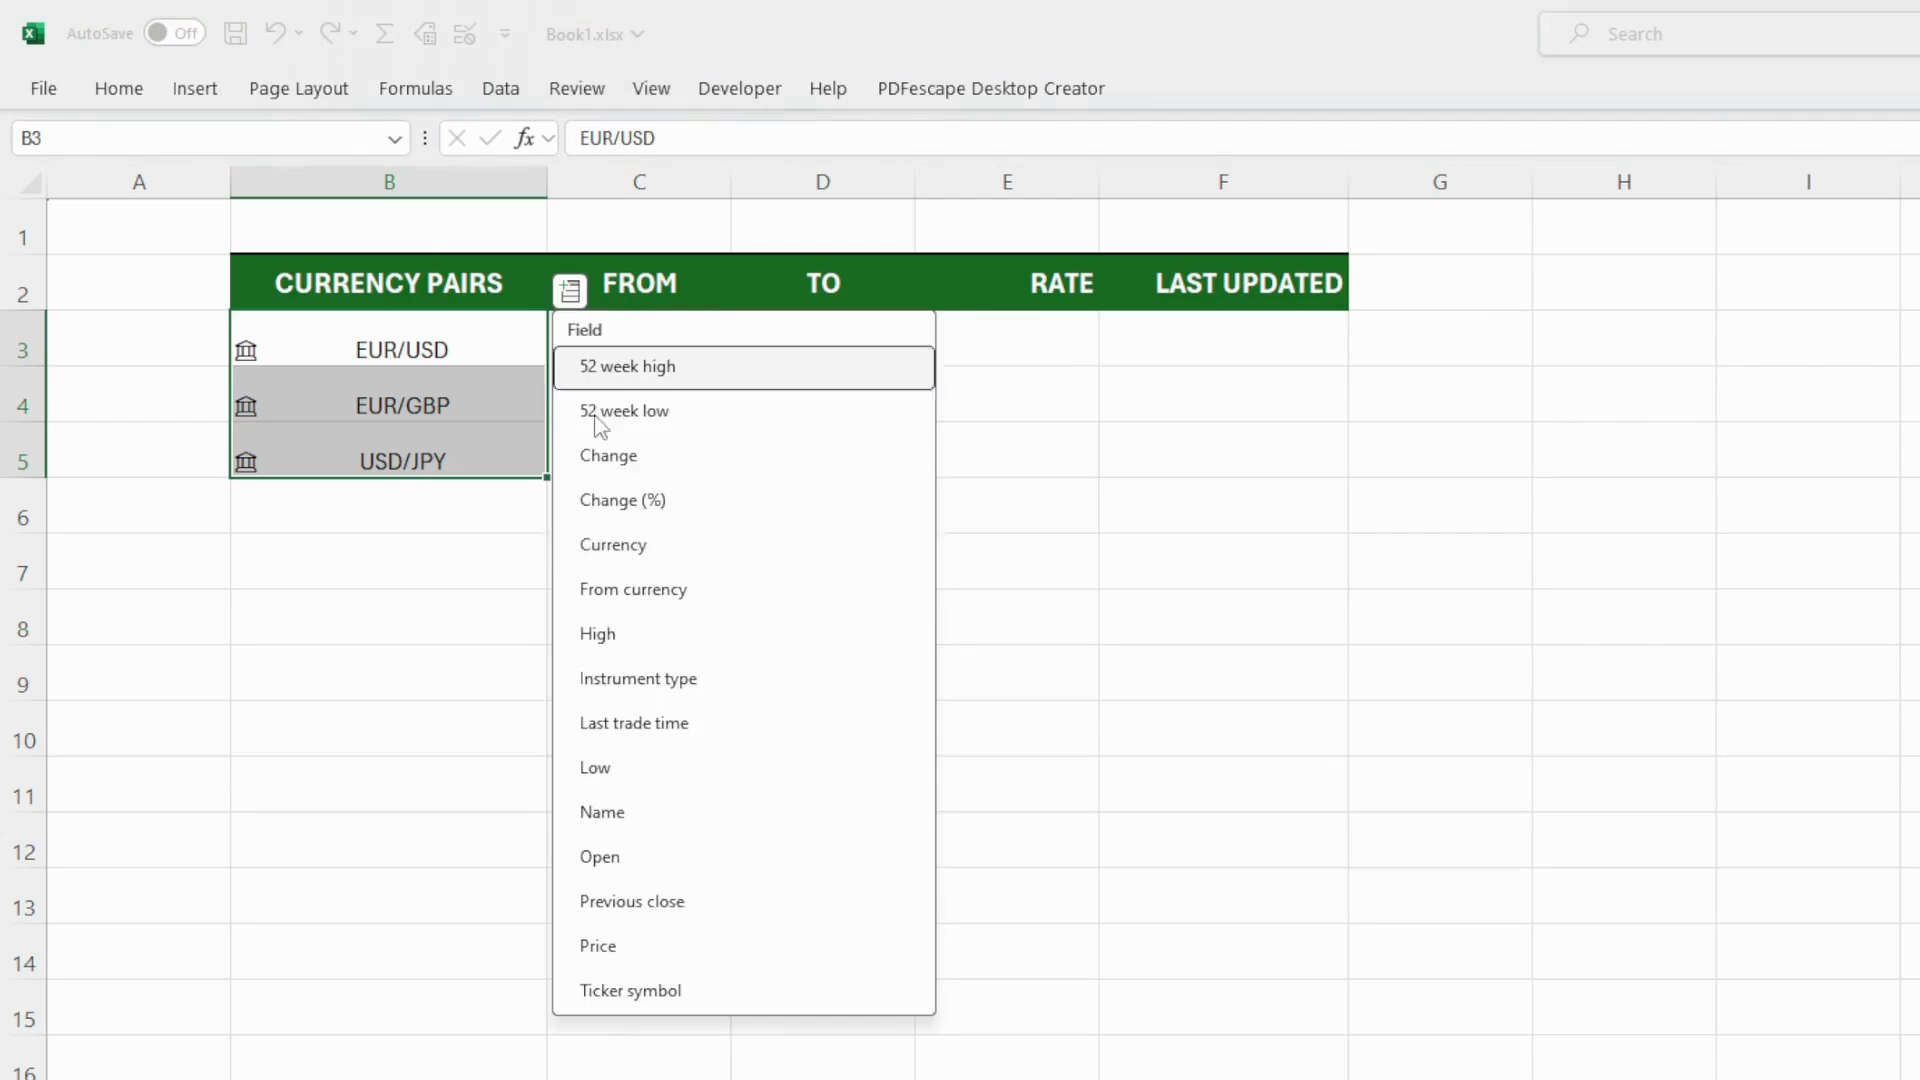 AutoSave Off Book1.xlsx Search
File Home Insert Page Layout Formulas Data Review View Developer Help PDFescape Desktop Creator
B3 fx EUR/USD
A B C D E F G H I
1
2 CURRENCY PAIRS FROM TO RATE LAST UPDATED
3 EUR/USD
4 EUR/GBP
5 USD/JPY
6
7
8
9
10
11
12
13
14
15
16
Field
52 week high
52 week low
Change
Change (%)
Currency
From currency
High
Instrument type
Last trade time
Low
Name
Open
Previous close
Price
Ticker symbol